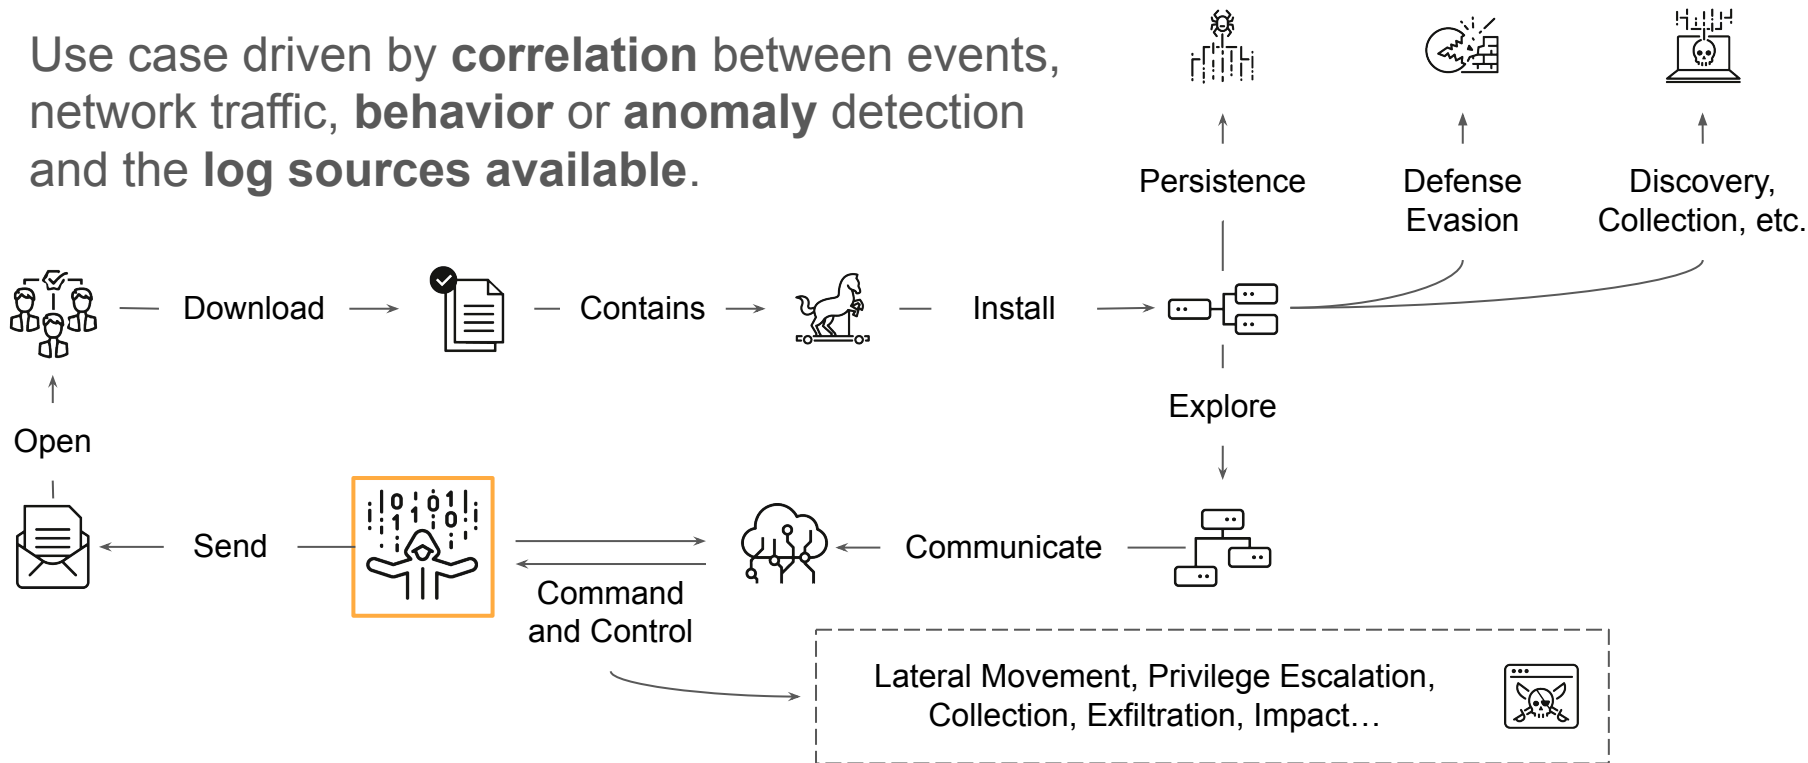 Use case driven by correlation between events,
network traffic, behavior or anomaly detection
and the log sources available.
Persistence
Defense
Evasion
Discovery,
Collection, etc.
Download
Contains
Install
Explore
Open
Send
0101
110
Communicate
Command
and Control
Lateral Movement, Privilege Escalation,
Collection, Exfiltration, Impact…